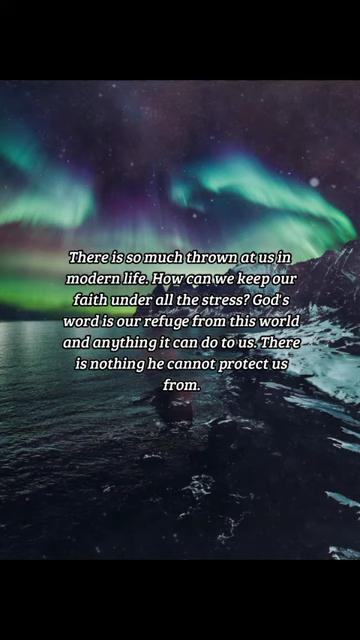 There is so much thrown at us in
modern life. How can we keep our
faith under all the stress? God's
word is our refuge from this world
and anything it can do to us. There
is nothing he cannot protect us
from.